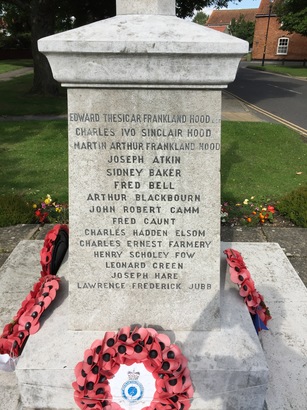 EDWARD THESIGAR FRANKLAND HOOD.
CHARLES IVO SINCLAIR HOOD
MARTIN ARTHUR FRANKLAND HOOD
JOSEPH ATKIN
SIDNEY BAKER
FRED BELL
ARTHUR BLACKBOURN
JOHN ROBERT CAMM
FRED CAUNT
CHARLES HADDEN ELSOM
CHARLES ERNEST FARMERY
HENRY SCHOLEY FOW
LEONARD GREEN
JOSEPH HARE
LAWRENCE FREDERICK JUBB